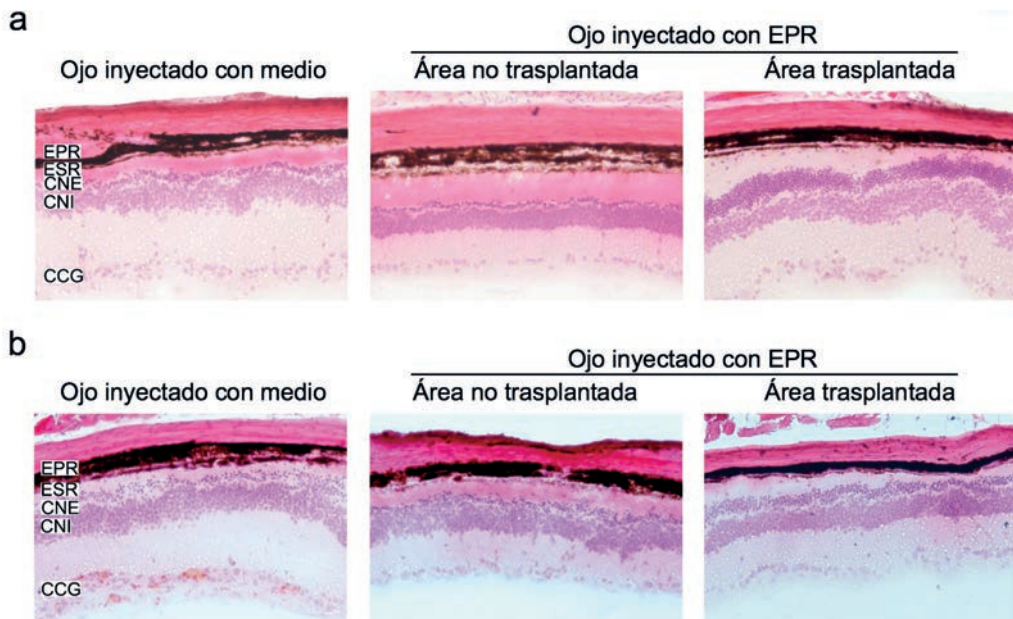 a
Ojo inyectado con EPR
Ojo inyectado con medio
Área no trasplantada
Área trasplantada
EPR
ESR
CNE
CNI
CCG
b
Ojo inyectado con EPR
Ojo inyectado con medio
Área no trasplantada
Área trasplantada
EPR
ESR
CNE
CNI
CCG